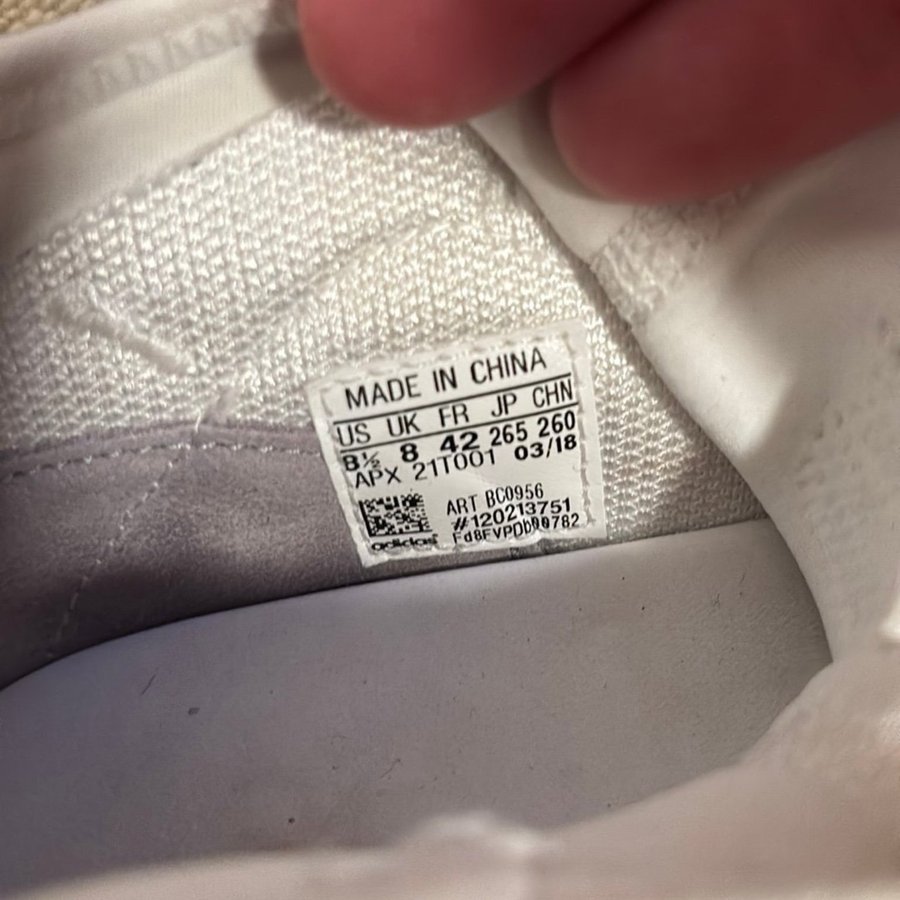 MADE IN CHINA
US UK FR JP CHN
8½ 8 42 265 260
APX 21T001 03/18
ART BC0956
#120213751
adidas